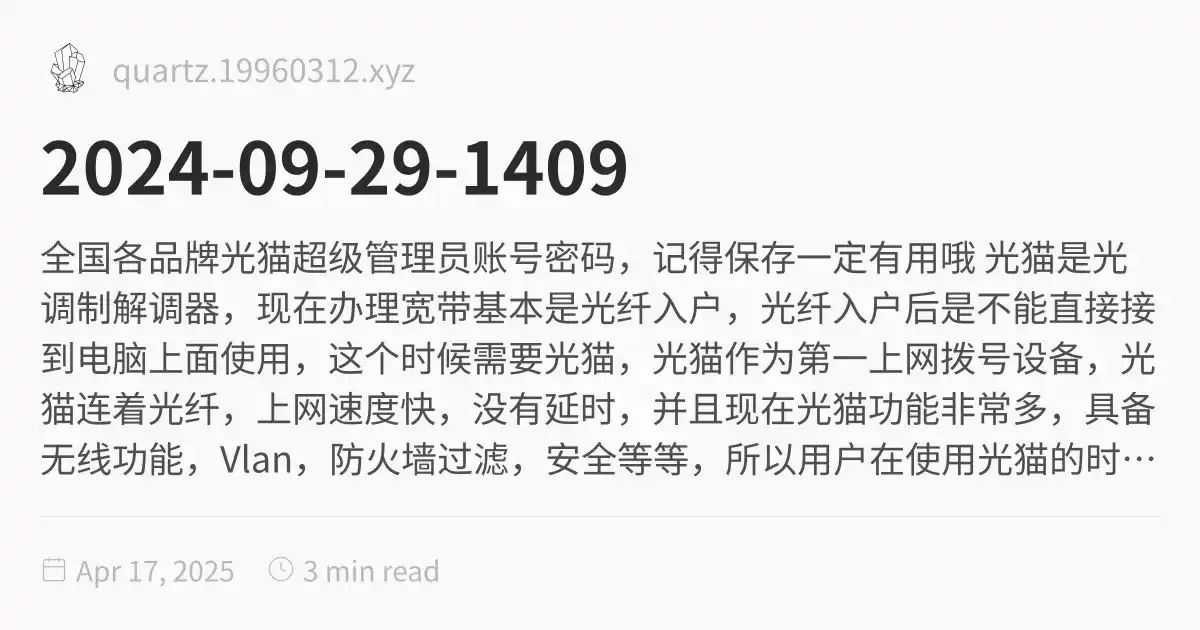 quartz.19960312.xyz
2024-09-29-1409
全国各品牌光猫超级管理员账号密码，记得保存一定有用哦 光猫是光
调制解调器，现在办理宽带基本是光纤入户，光纤入户后是不能直接接
到电脑上面使用，这个时候需要光猫，光猫作为第一上网拨号设备，光
猫连着光纤，上网速度快，没有延时，并且现在光猫功能非常多，具备
无线功能，Vlan，防火墙过滤，安全等等，所以用户在使用光猫的时…
Apr 17, 2025 3 min read